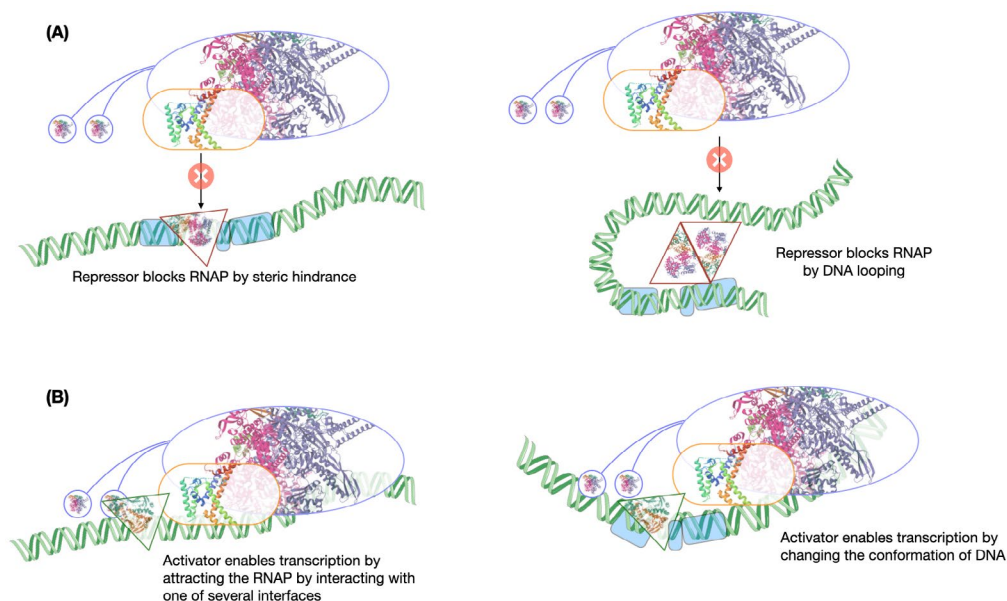 (A)
Repressor blocks RNAP by steric hindrance
Repressor blocks RNAP
by DNA looping
(B)
Activator enables transcription by
attracting the RNAP by interacting with
one of several interfaces
Activator enables transcription by
changing the conformation of DNA